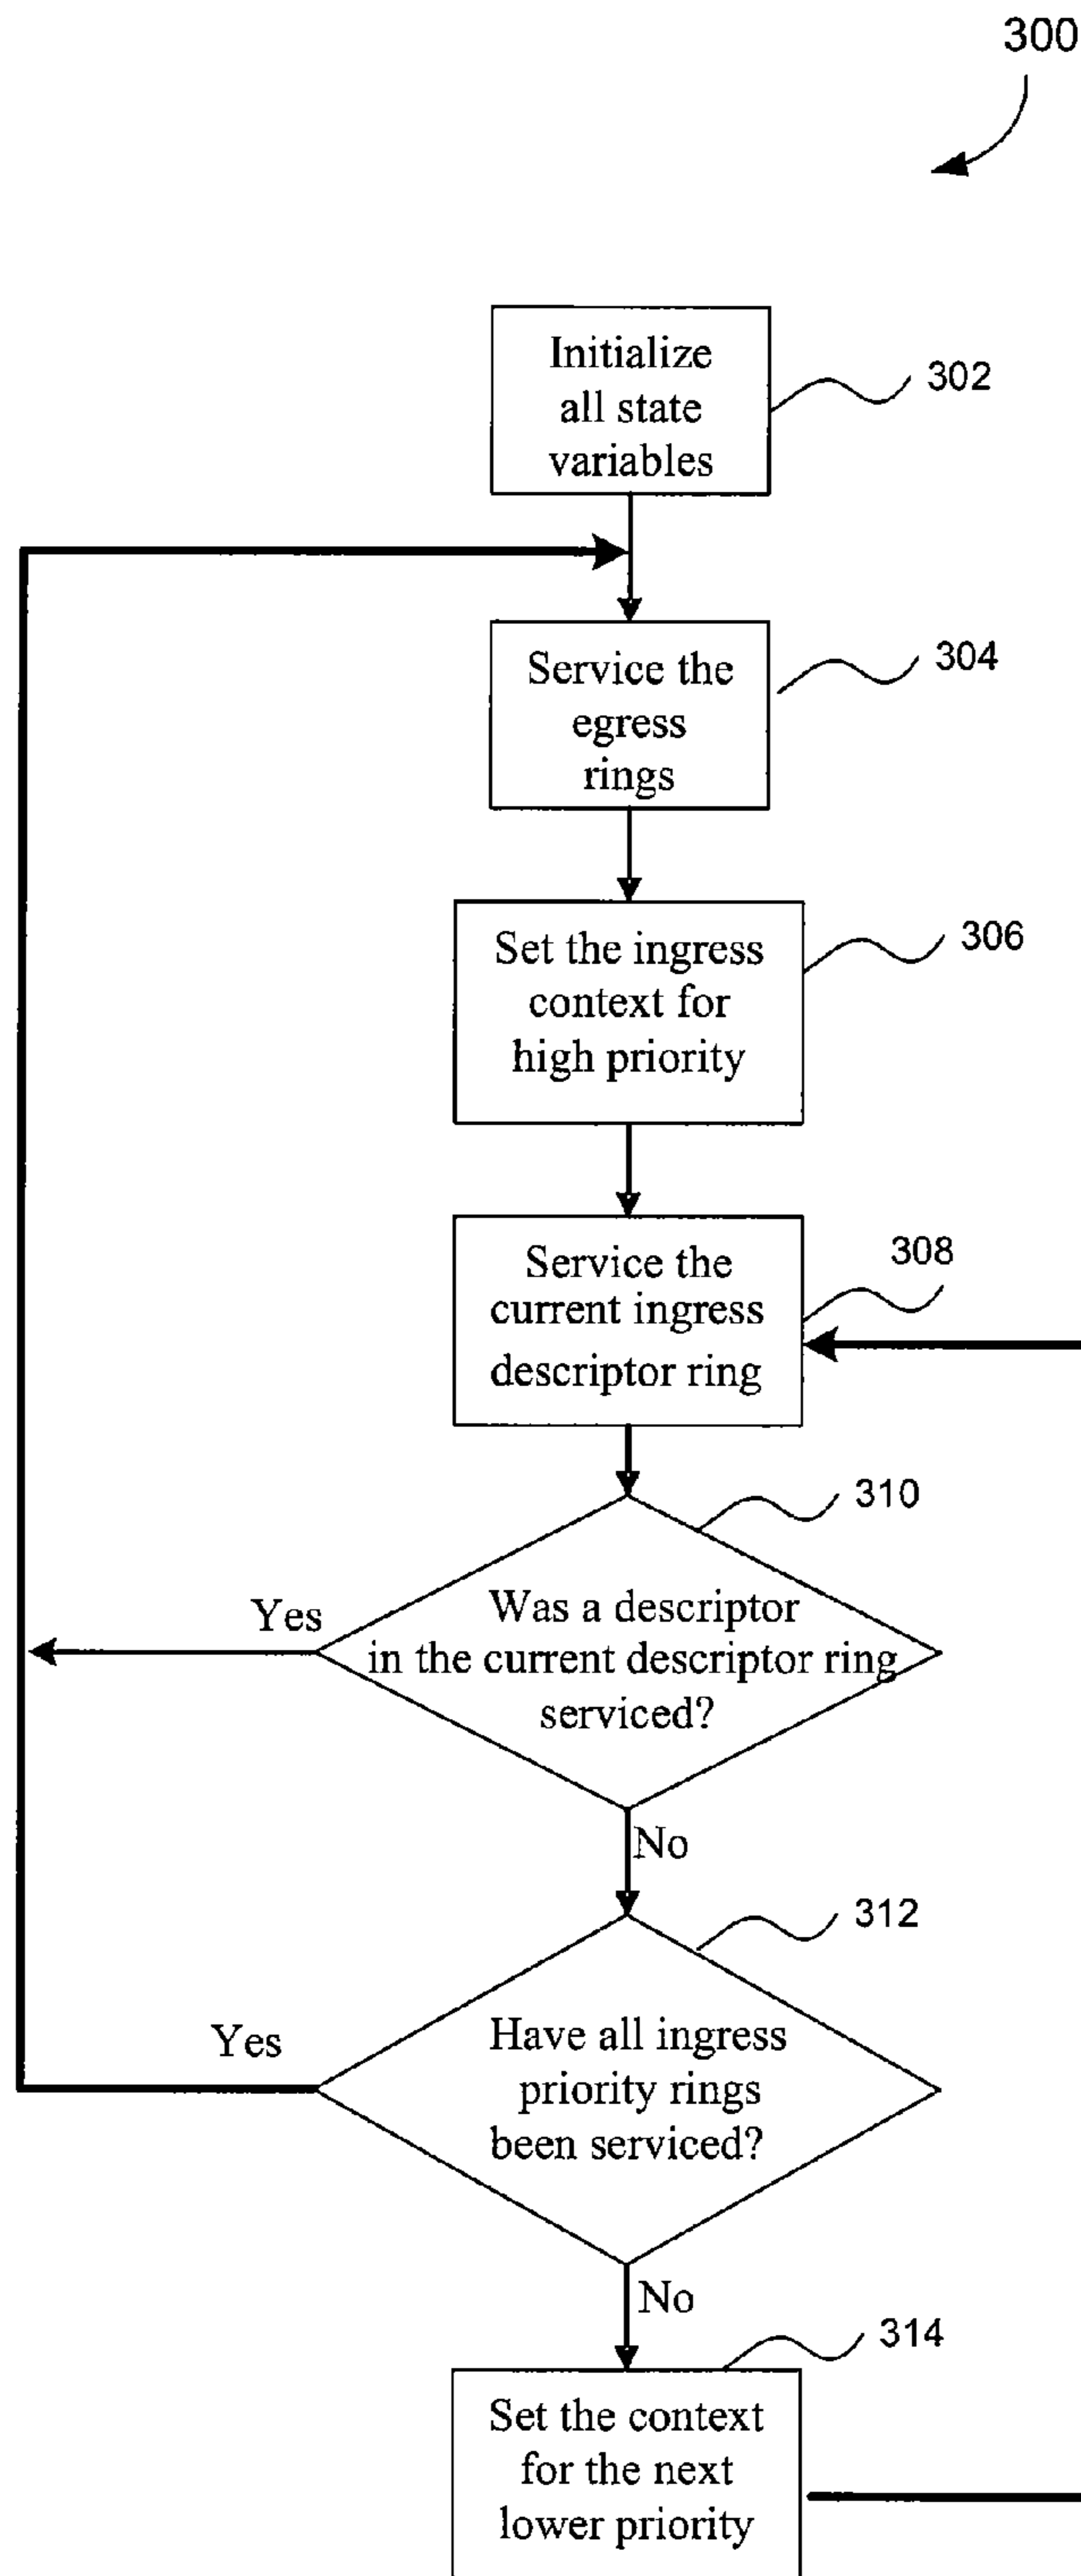 300
Initialize
all state
variables
302
Service the
egress
rings
304
Set the ingress
context for
high priority
306
Service the
current ingress
descriptor ring
308
310
Was a descriptor
in the current descriptor ring
serviced?
Yes
No
312
Have all ingress
priority rings
been serviced?
Yes
No
314
Set the context
for the next
lower priority